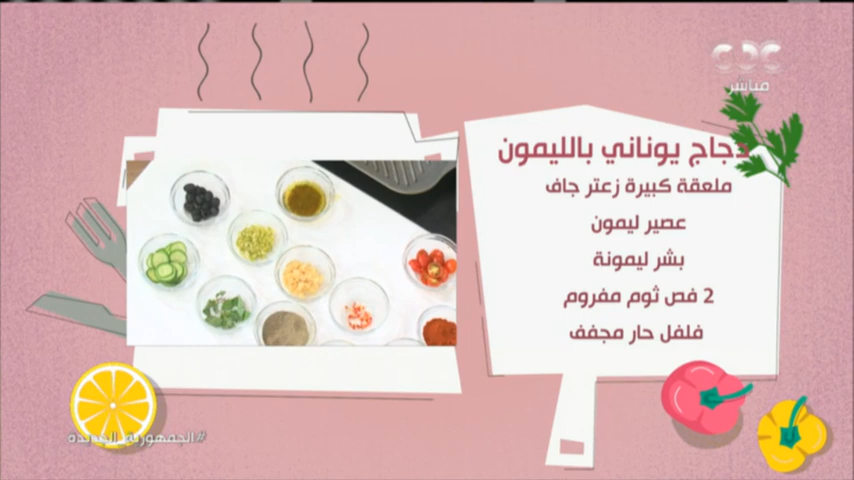 CBC
مباشر
دجاج يوناني بالليمون
ملعقة كبيرة زعتر جاف
عصير ليمون
بشر ليمونة
2 فص ثوم مفروم
فلفل حار مجفف
#الجمهورية_الجديدة